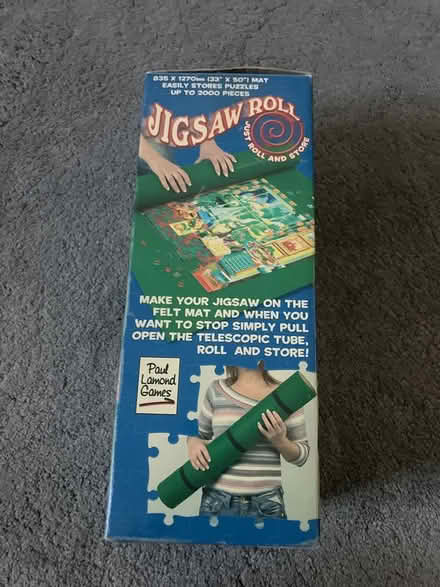 835 X 1270mm (33" X 50") MAT
EASILY STORES PUZZLES
UP TO 2000 PIECES
JIGSAW ROLL
JUST ROLL AND STORE
MAKE YOUR JIGSAW ON THE
FELT MAT AND WHEN YOU
WANT TO STOP SIMPLY PULL
OPEN THE TELESCOPIC TUBE,
ROLL AND STORE!
Paul
Lamond
Games